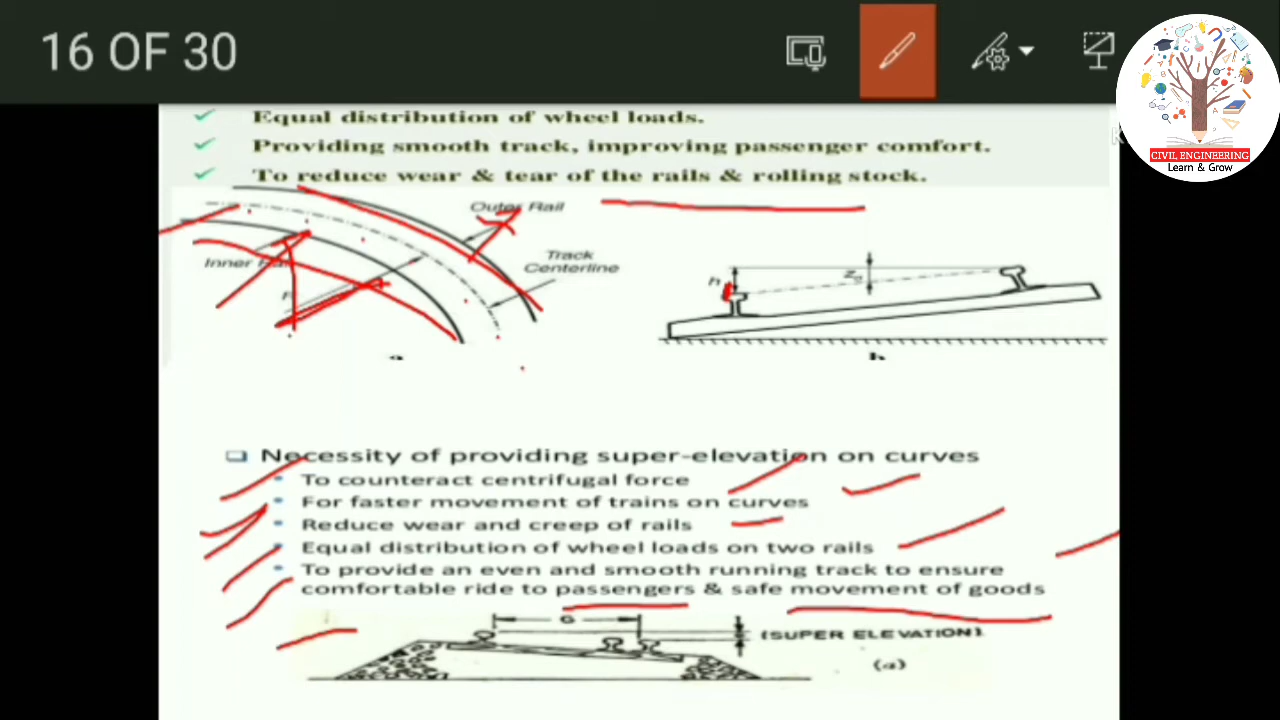 16 OF 30
CIVIL ENGINEERING
Learn & Grow
✓ Equal distribution of wheel loads.
✓ Providing smooth track, improving passenger comfort.
✓ To reduce wear & tear of the rails & rolling stock.
Outer Rail
Inner
Track
Centerline
h
a
b
Necessity of providing super-elevation on curves
• To counteract centrifugal force
• For faster movement of trains on curves
• Reduce wear and creep of rails
• Equal distribution of wheel loads on two rails
• To provide an even and smooth running track to ensure
comfortable ride to passengers & safe movement of goods
G
(SUPER ELEVATION)
(a)